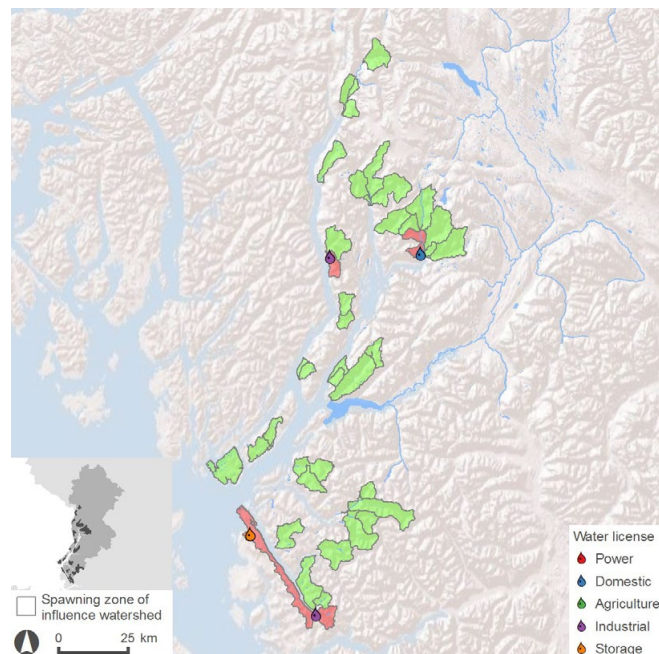 Water license
Power
Domestic
Agriculture
Industrial
Storage
Spawning zone of
influence watershed
0 25 km